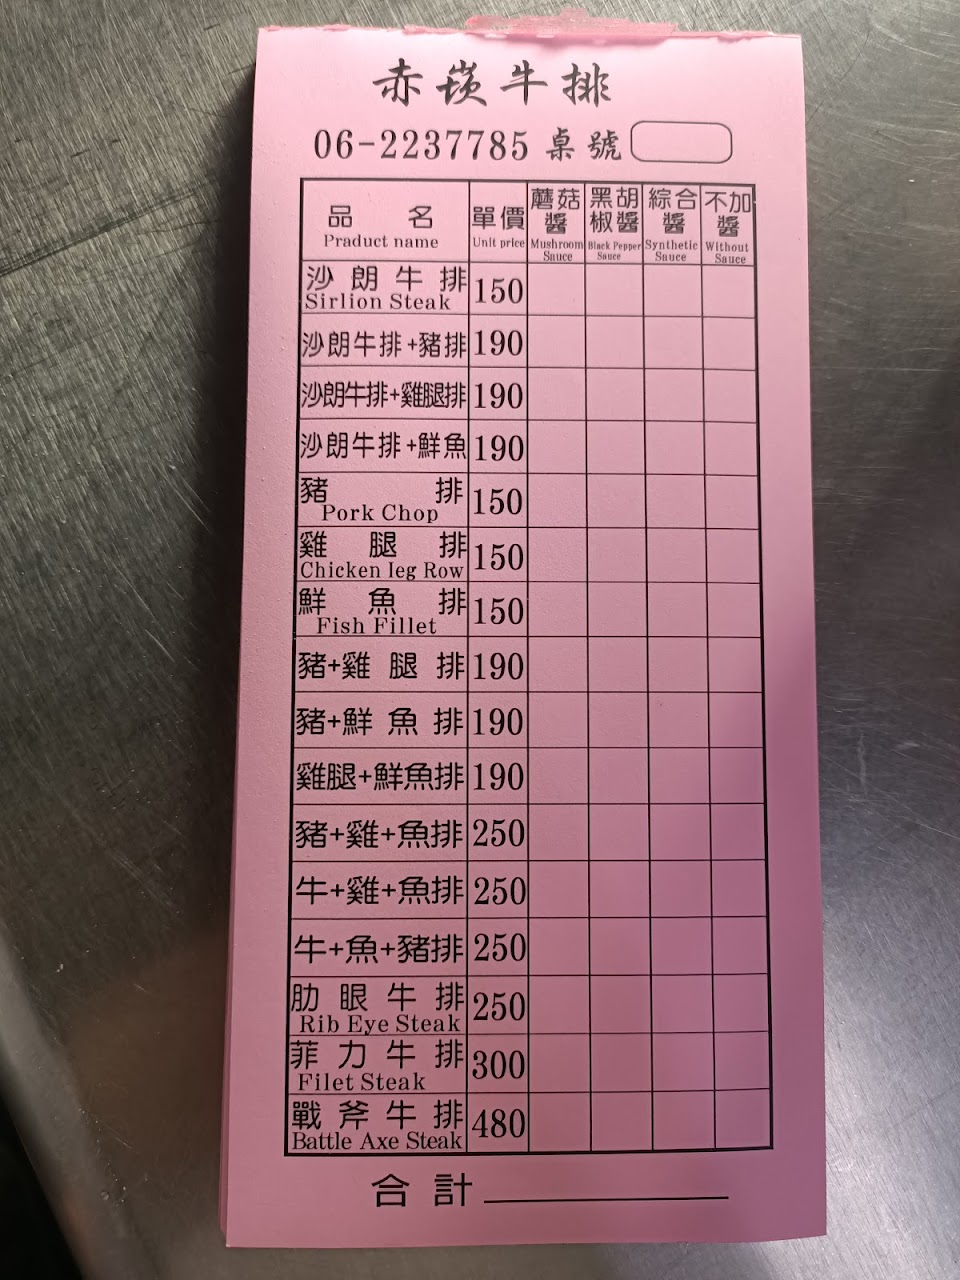 赤崁牛排
06-2237785 桌號
品 名 單價 蘑菇醬 黑胡椒醬 綜合醬 不加醬
Praduct name Unit price Mushroom Sauce Black Pepper Sauce Synthetic Sauce Without Sauce
沙朗牛排 150
Sirlion Steak
沙朗牛排+豬排 190
沙朗牛排+雞腿排 190
沙朗牛排+鮮魚 190
豬排 150
Pork Chop
雞腿排 150
Chicken leg Row
鮮魚排 150
Fish Fillet
豬+雞腿排 190
豬+鮮魚排 190
雞腿+鮮魚排 190
豬+雞+魚排 250
牛+雞+魚排 250
牛+魚+豬排 250
肋眼牛排 250
Rib Eye Steak
菲力牛排 300
Filet Steak
戰斧牛排 480
Battle Axe Steak
合計